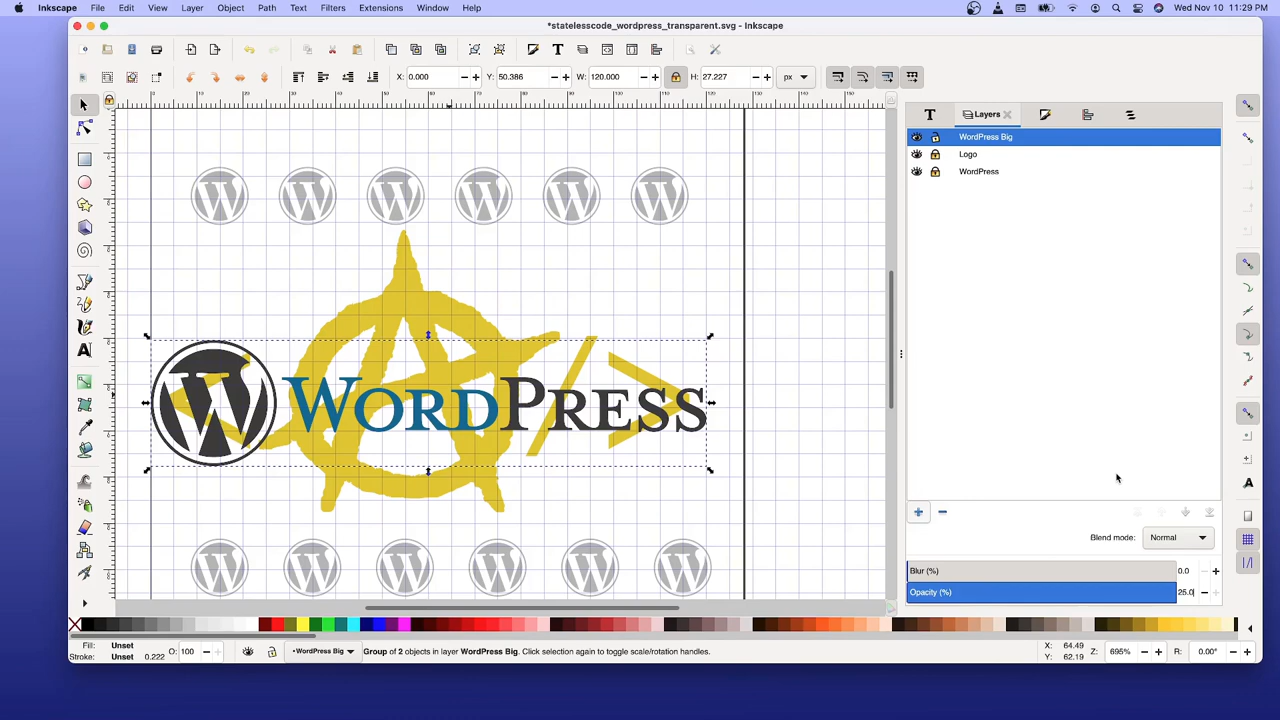 Inkscape File Edit View Layer Object Path Text Filters Extensions Window Help Wed Nov 10 11:29 PM
*statelesscode_wordpress_transparent.svg - Inkscape
X: 0.000 - + Y: 50.386 - + W: 120.000 - + H: 27.227 - + px
Layers
WordPress Big
Logo
WordPress
WORDPRESS
Blend mode: Normal
Blur (%) 0.0 - +
Opacity (%) 25.0 - +
Fill: Unset
Stroke: Unset 0.222
O: 100 - +
•WordPress Big
Group of 2 objects in layer WordPress Big. Click selection again to toggle scale/rotation handles.
X: 64.49
Y: 62.19
Z: 695% - +
R: 0.00° - +